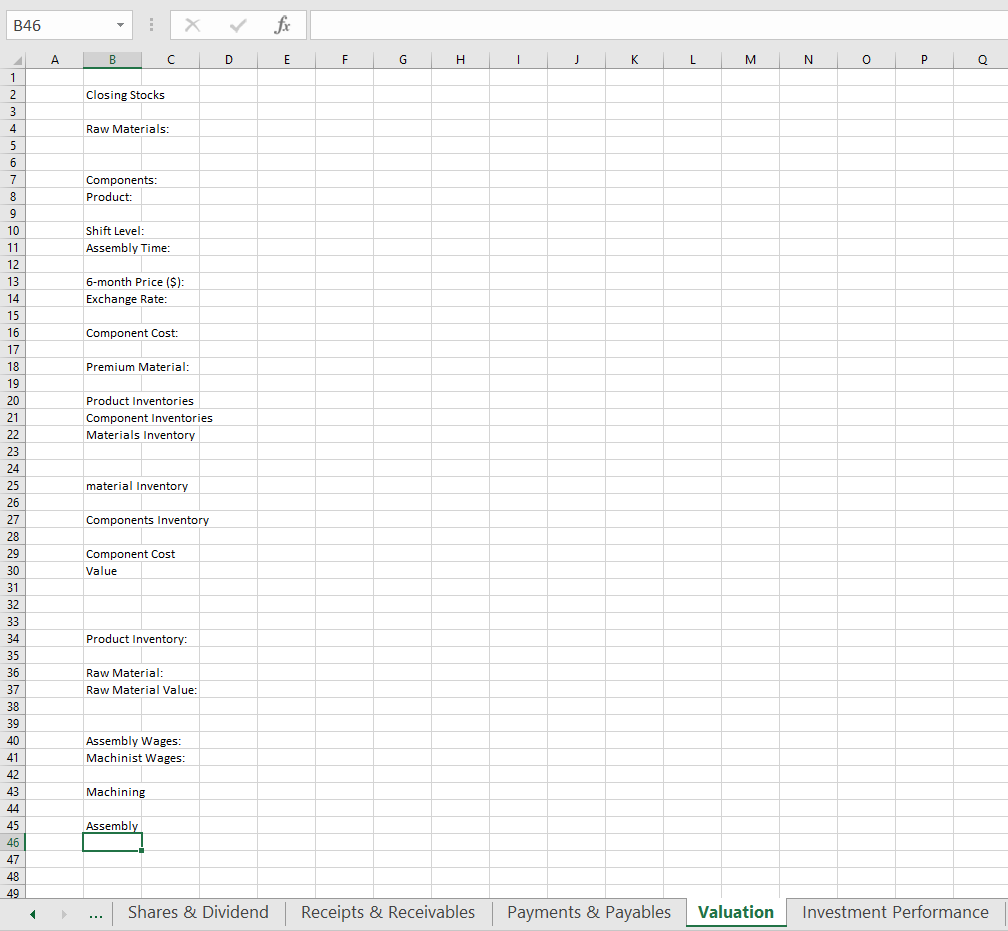 B46 fx
A B C D E F G H I J K L M N O P Q
1
2 Closing Stocks
3
4 Raw Materials:
5
6
7 Components:
8 Product:
9
10 Shift Level:
11 Assembly Time:
12
13 6-month Price ($):
14 Exchange Rate:
15
16 Component Cost:
17
18 Premium Material:
19
20 Product Inventories
21 Component Inventories
22 Materials Inventory
23
24
25 material Inventory
26
27 Components Inventory
28
29 Component Cost
30 Value
31
32
33
34 Product Inventory:
35
36 Raw Material:
37 Raw Material Value:
38
39
40 Assembly Wages:
41 Machinist Wages:
42
43 Machining
44
45 Assembly
46
47
48
49
... Shares & Dividend Receipts & Receivables Payments & Payables Valuation Investment Performance